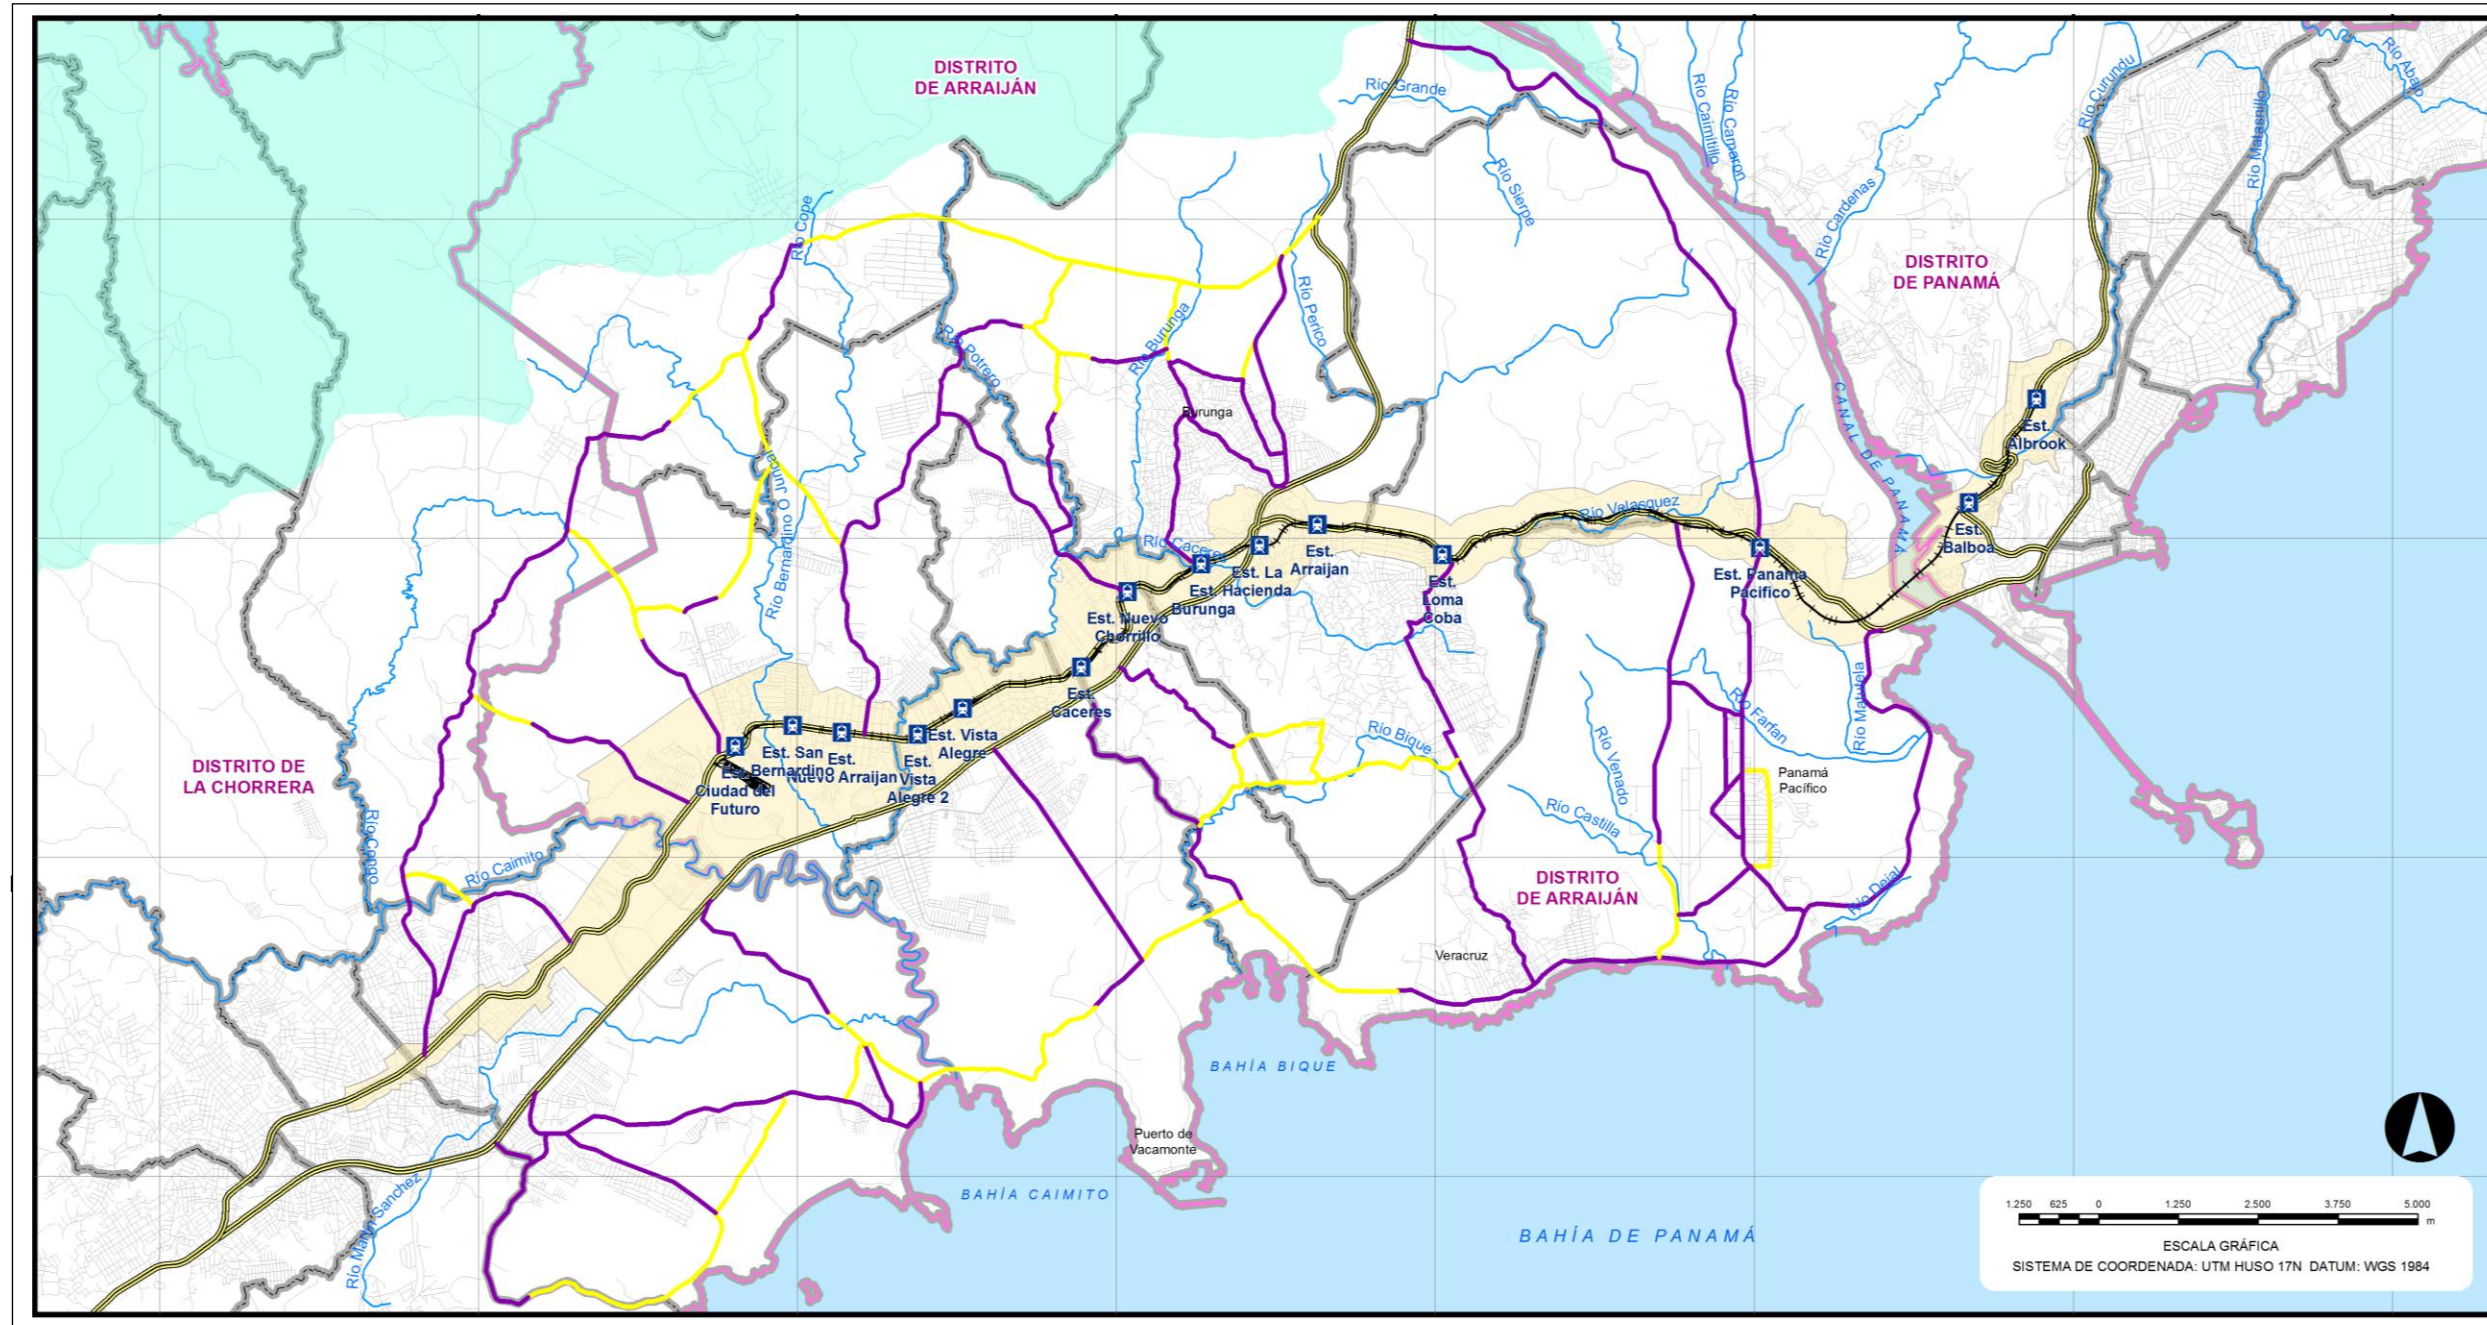 DISTRITO
DE ARRAIJÁN
Río Grande
Río Caimitillo
Río Camaron
Río Curundu
Río Abajo
Río Matasnillo
Río Sierpe
Río Cardenas
Río Cope
DISTRITO
DE PANAMÁ
Río Perico
Río Burunga
Río Potrero
Burunga
CANAL DE PANAMÁ
Est.
Albrook
Río Bernardino O Juncal
Río Velasquez
Río Caceres
Est.
Balboa
Est.
Arraijan
Est. La
Hacienda
Est.
Burunga
Est.
Loma
Coba
Est. Panama
Pacifico
Est. Nuevo
Chorrillo
Est.
Caceres
Río Matutela
Río Farfan
Río Bique
Río Venado
Est. Vista
Alegre
Est. San
Bernardino
Est.
Nuevo Arraijan
Est.
Vista
Alegre 2
Est.
Ciudad del
Futuro
DISTRITO DE
LA CHORRERA
Panamá
Pacífico
Río Castilla
Río Congo
Río Caimito
DISTRITO
DE ARRAIJÁN
Río Dejal
Veracruz
BAHÍA BIQUE
Puerto de
Vacamonte
BAHÍA CAIMITO
Río Martín Sanchez
BAHÍA DE PANAMÁ
1.250 625 0 1.250 2.500 3.750 5.000
m
ESCALA GRÁFICA
SISTEMA DE COORDENADA: UTM HUSO 17N DATUM: WGS 1984